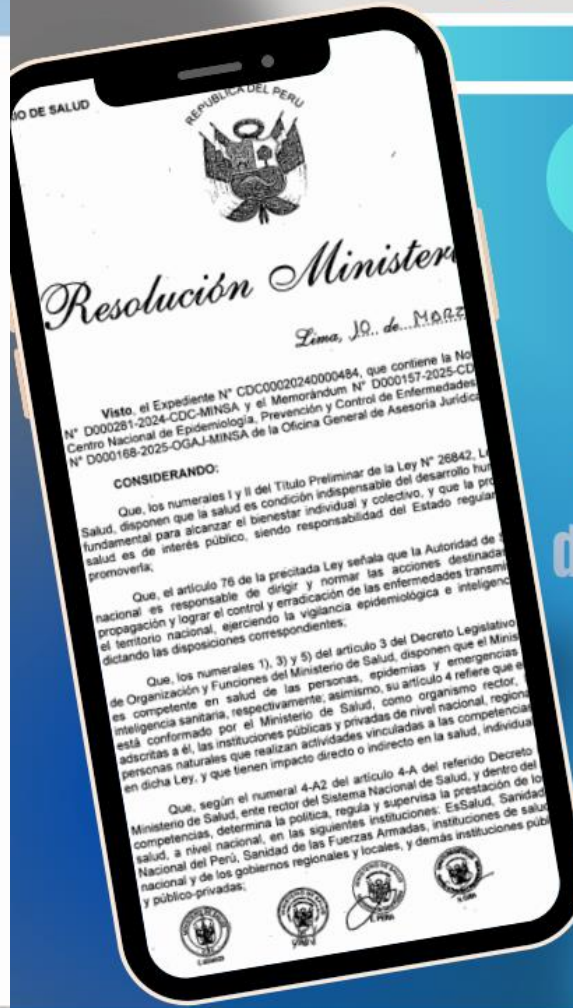 IO DE SALUD
REPUBLICA DEL PERU
Resolución Ministeri
Lima, 10 de MARZ
Visto, el Expediente N° CDC00020240000484, que contiene la No
N° D000281-2024-CDC-MINSA y el Memorándum N° D000157-2025-CD
Centro Nacional de Epidemiología, Prevención y Control de Enfermedades
N° D000168-2025-OGAJ-MINSA de la Oficina General de Asesoría Jurídica
CONSIDERANDO:
Que, los numerales I y II del Título Preliminar de la Ley N° 26842, L
Salud, disponen que la salud es condición indispensable del desarrollo hum
fundamental para alcanzar el bienestar individual y colectivo, y que la pro
salud es de interés público, siendo responsabilidad del Estado regular
promoverla;
Que, el artículo 76 de la precitada Ley señala que la Autoridad de S
nacional es responsable de dirigir y normar las acciones destinada
propagación y lograr el control y erradicación de las enfermedades transmi
el territorio nacional, ejerciendo la vigilancia epidemiológica e inteligenc
dictando las disposiciones correspondientes;
Que, los numerales 1), 3) y 5) del artículo 3 del Decreto Legislativo
de Organización y Funciones del Ministerio de Salud, disponen que el Minis
es competente en salud de las personas, epidemias y emergencias
inteligencia sanitaria, respectivamente; asimismo, su artículo 4 refiere que e
está conformado por el Ministerio de Salud, como organismo rector,
adscritas a él, las instituciones públicas y privadas de nivel nacional, regiona
personas naturales que realizan actividades vinculadas a las competencia
en dicha Ley, y que tienen impacto directo o indirecto en la salud, individua
Que, según el numeral 4-A2 del artículo 4-A del referido Decreto
Ministerio de Salud, ente rector del Sistema Nacional de Salud, y dentro del
competencias, determina la política, regula y supervisa la prestación de lo
salud, a nivel nacional, en las siguientes instituciones: EsSalud, Sanidad
Nacional del Perú, Sanidad de las Fuerzas Armadas, instituciones de salud
nacional y de los gobiernos regionales y locales, y demás instituciones públ
y público-privadas;
d